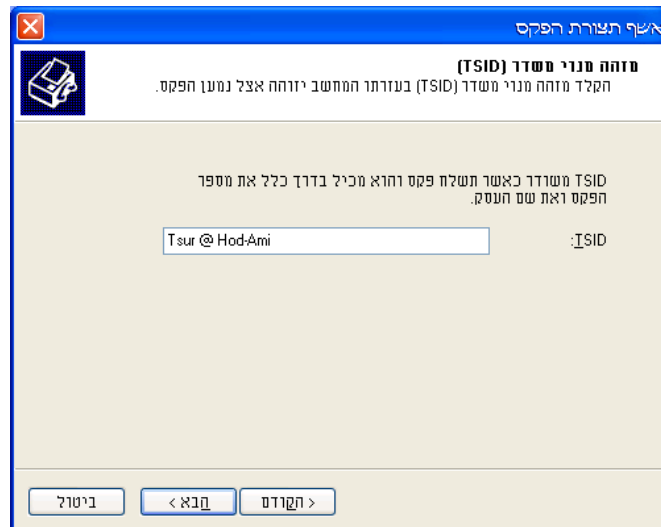 אשף תצורת הפקס
מזהה מנוי משדר (TSID)
הקלד מזהה מנוי משדר (TSID) בעזרתו המחשב יזוהה אצל נמען הפקס.
TSID משודר כאשר תשלח פקס והוא מכיל בדרך כלל את מספר
הפקס ואת שם העסק.
TSID:
Tsur @ Hod-Ami
< הקודם
הבא >
ביטול